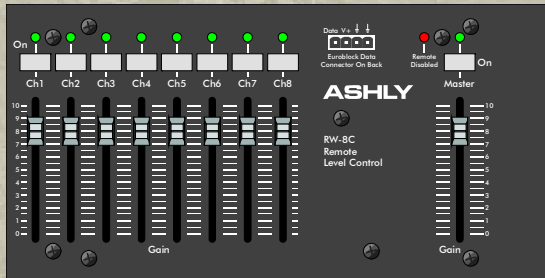 On
Ch1 Ch2 Ch3 Ch4 Ch5 Ch6 Ch7 Ch8
10
9
8
7
6
5
4
3
2
1
0
Gain
Data V+
Euroblock Data
Connector On Back
ASHLY
RW-8C
Remote
Level Control
Remote
Disabled
On
Master
10
9
8
7
6
5
4
3
2
1
0
Gain